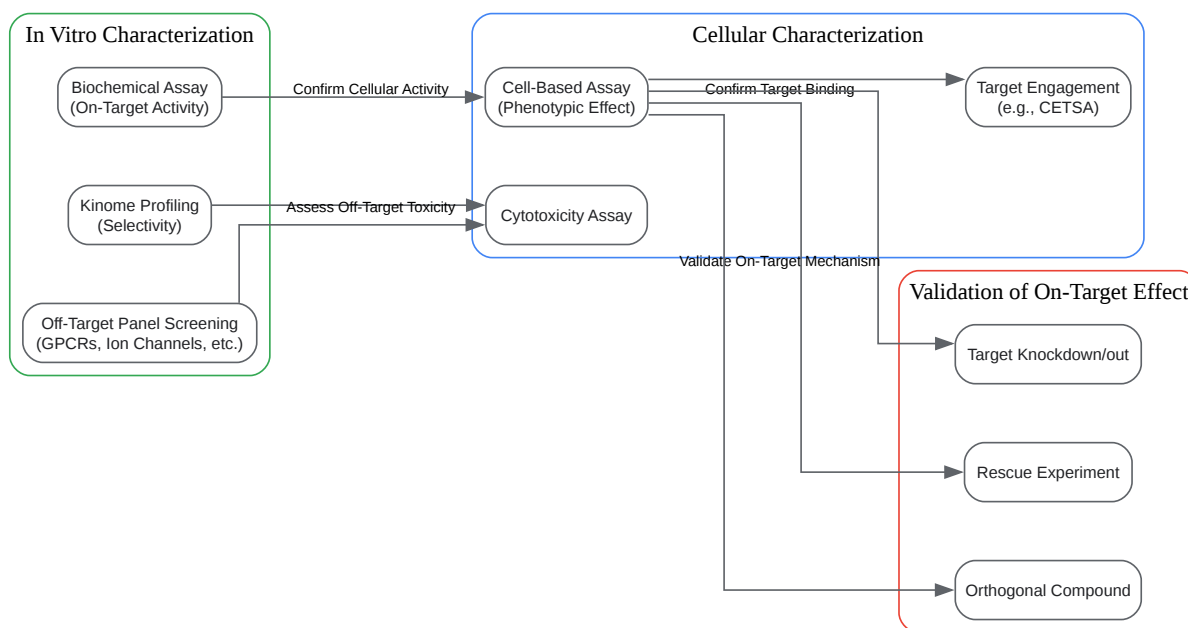 In Vitro Characterization
Biochemical Assay
(On-Target Activity)
Kinome Profiling
(Selectivity)
Off-Target Panel Screening
(GPCRs, Ion Channels, etc.)
Confirm Cellular Activity
Assess Off-Target Toxicity
Cellular Characterization
Cell-Based Assay
(Phenotypic Effect)
Cytotoxicity Assay
Confirm Target Binding
Target Engagement
(e.g., CETSA)
Validate On-Target Mechanism
Validation of On-Target Effect
Target Knockdown/out
Rescue Experiment
Orthogonal Compound